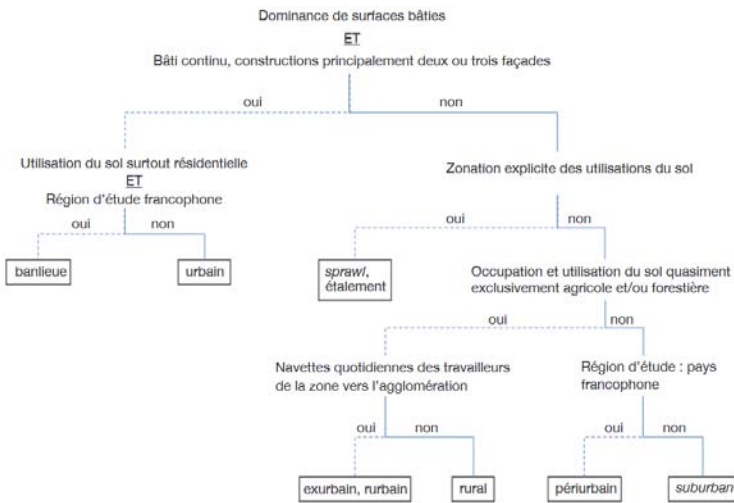 Dominance de surfaces bâties
ET
Bâti continu, constructions principalement deux ou trois façades
oui
non
Utilisation du sol surtout résidentielle
ET
Région d'étude francophone
Zonation explicite des utilisations du sol
oui
non
oui
non
banlieue
urbain
sprawl,
étalement
Occupation et utilisation du sol quasiment
exclusivement agricole et/ou forestière
oui
non
Navettes quotidiennes des travailleurs
de la zone vers l'agglomération
Région d'étude : pays
francophone
oui
non
oui
non
exurbain, rurbain
rural
périurbain
suburban